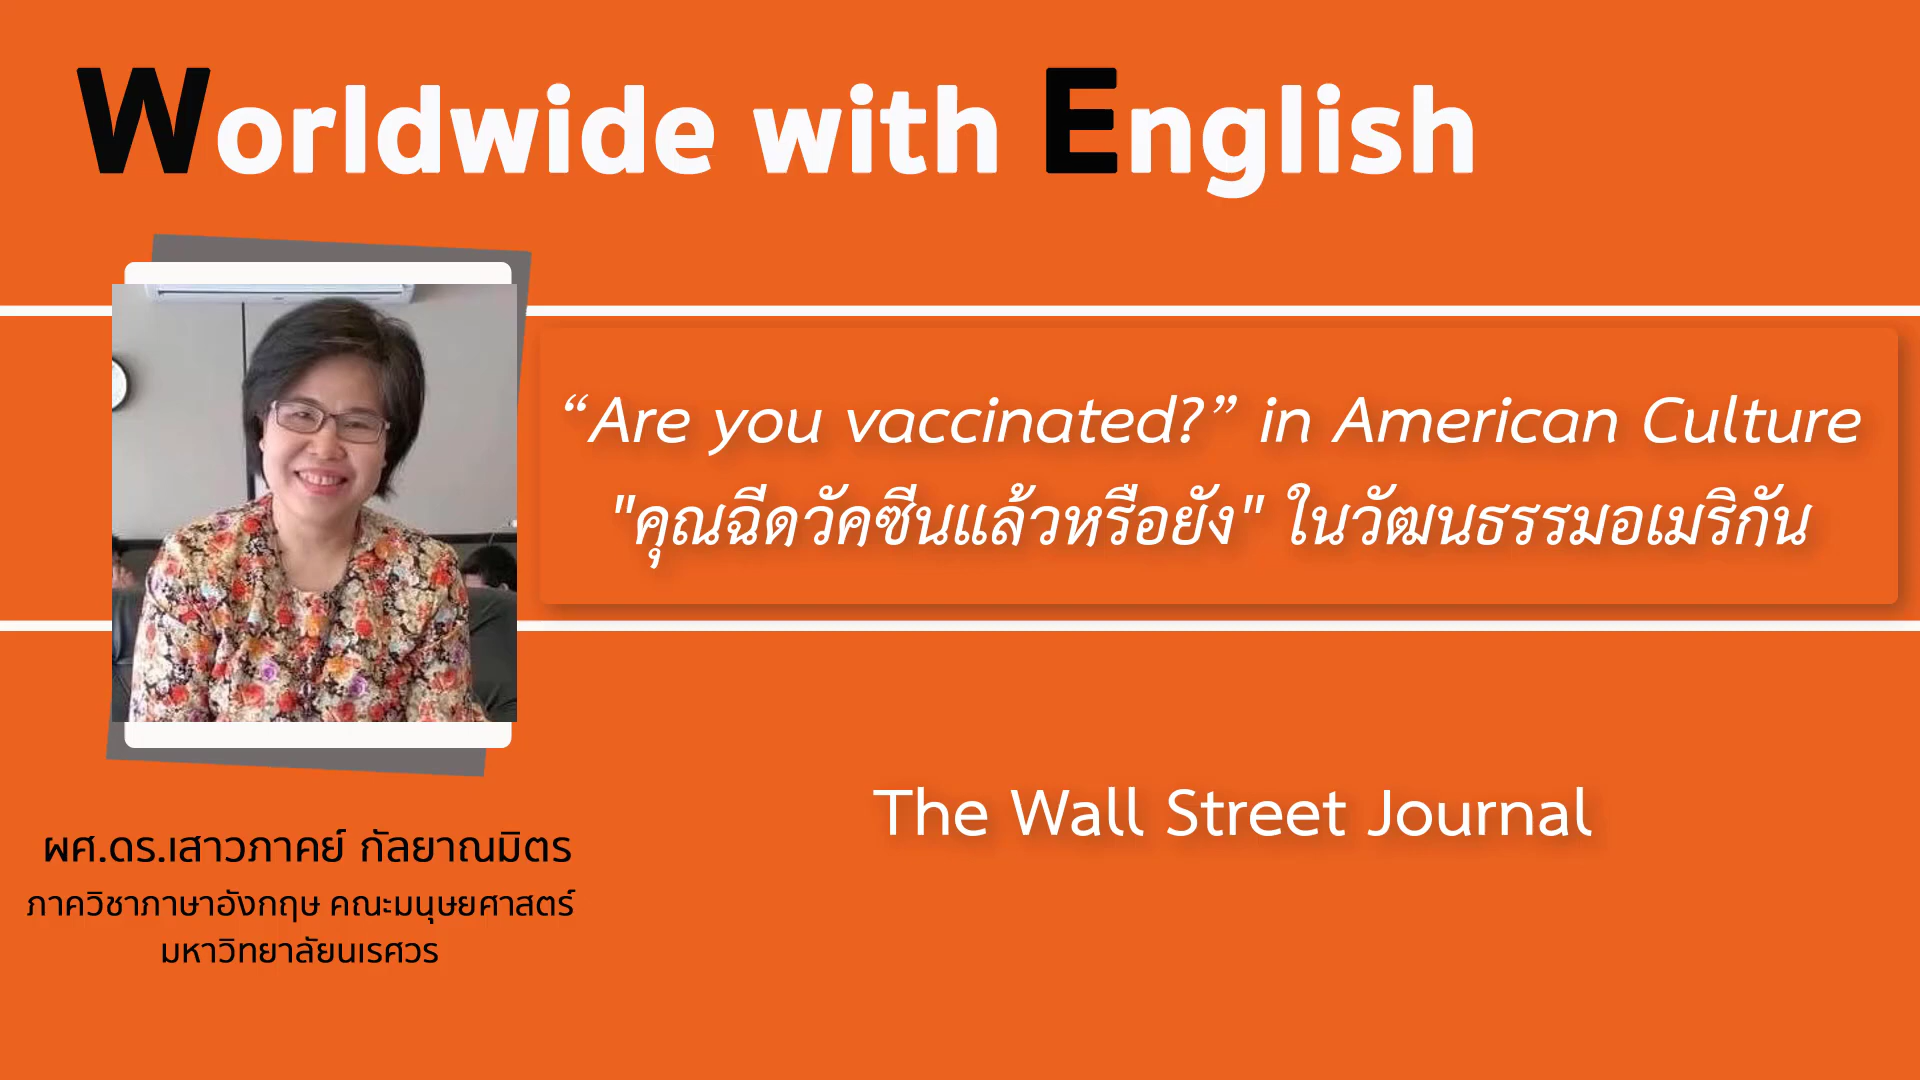 Worldwide with English
“Are you vaccinated?” in American Culture
"คุณฉีดวัคซีนแล้วหรือยัง" ในวัฒนธรรมอเมริกัน
The Wall Street Journal
ผศ.ดร.เสาวภาคย์ กัลยาณมิตร
ภาควิชาภาษาอังกฤษ คณะมนุษยศาสตร์
มหาวิทยาลัยนเรศวร